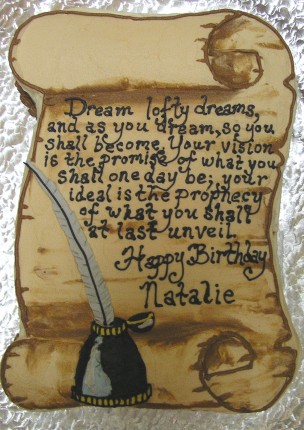 Dream lofty dreams,
and as you dream, so you
shall become. Your vision
is the promise of what you
shall one day be; your
ideal is the prophecy
of what you shall
at last unveil.
Happy Birthday
Natalie